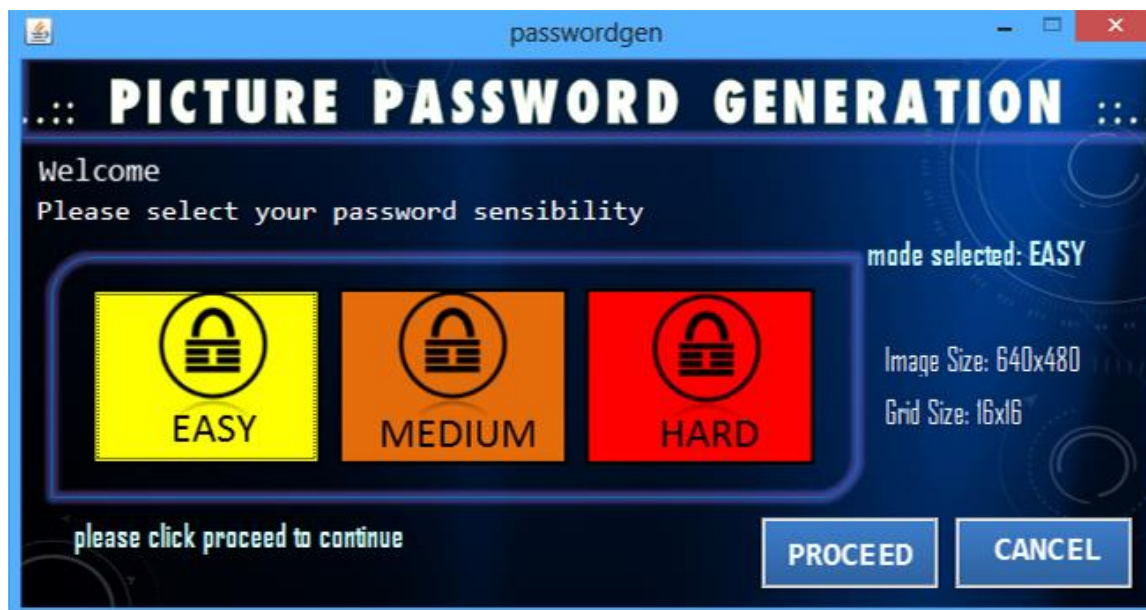 passwordgen
..:: PICTURE PASSWORD GENERATION ::..
Welcome
Please select your password sensibility
mode selected: EASY
EASY
MEDIUM
HARD
Image Size: 640x480
Grid Size: 16x16
please click proceed to continue
PROCEED
CANCEL